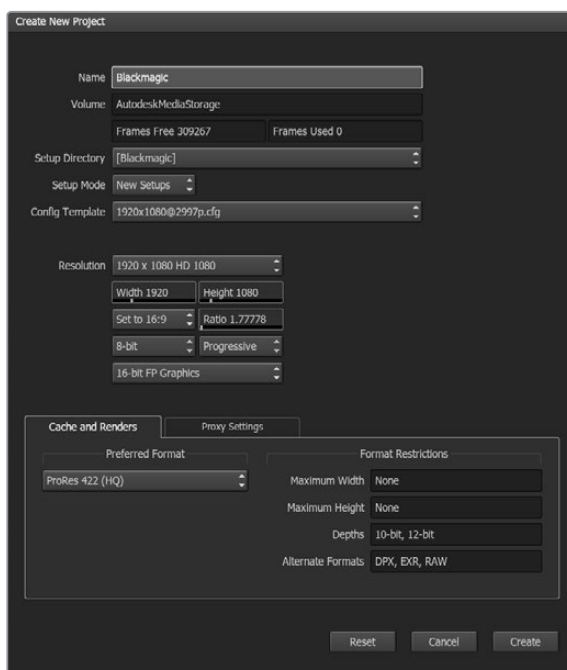 Create New Project
Name Blackmagic
Volume AutodeskMediaStorage
Frames Free 309267 Frames Used 0
Setup Directory [Blackmagic]
Setup Mode New Setups
Config Template 1920x1080@2997p.cfg
Resolution 1920 x 1080 HD 1080
Width 1920 Height 1080
Set to 16:9 Ratio 1.77778
8-bit Progressive
16-bit FP Graphics
Cache and Renders Proxy Settings
Preferred Format Format Restrictions
ProRes 422 (HQ) Maximum Width None
Maximum Height None
Depths 10-bit, 12-bit
Alternate Formats DPX, EXR, RAW
Reset Cancel Create